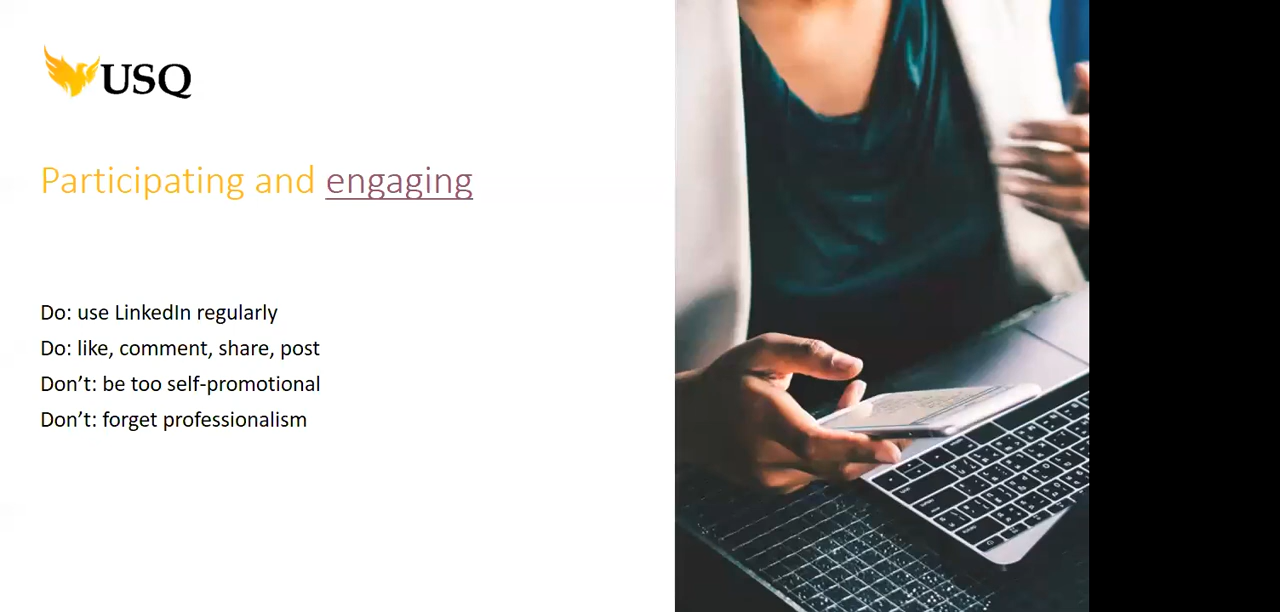 USQ
Participating and engaging
Do: use LinkedIn regularly
Do: like, comment, share, post
Don’t: be too self-promotional
Don’t: forget professionalism